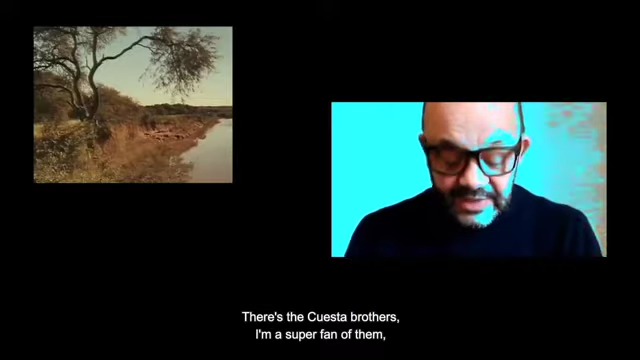 There's the Cuesta brothers,
I'm a super fan of them,